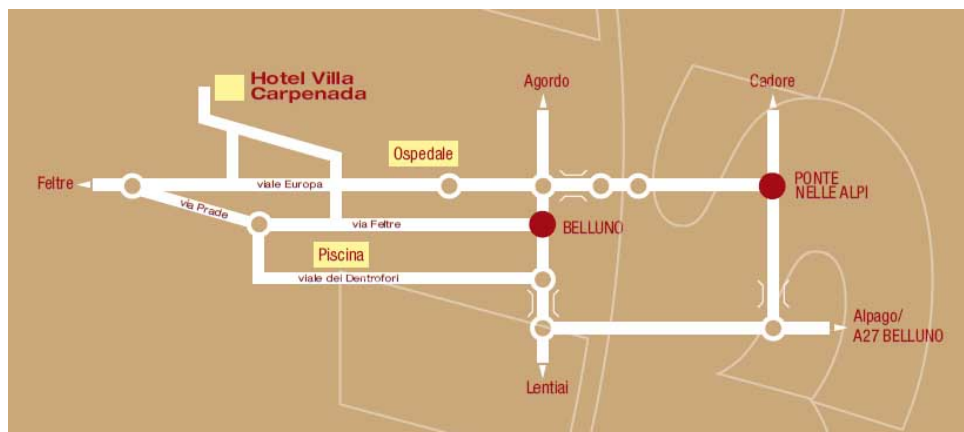 Hotel Villa
Carpenada
Agordo
Cadore
Ospedale
Feltre
viale Europa
PONTE
NELLE ALPI
via Prade
via Feltre
BELLUNO
Piscina
viale dei Dentrofori
Alpago/
A27 BELLUNO
Lentiai